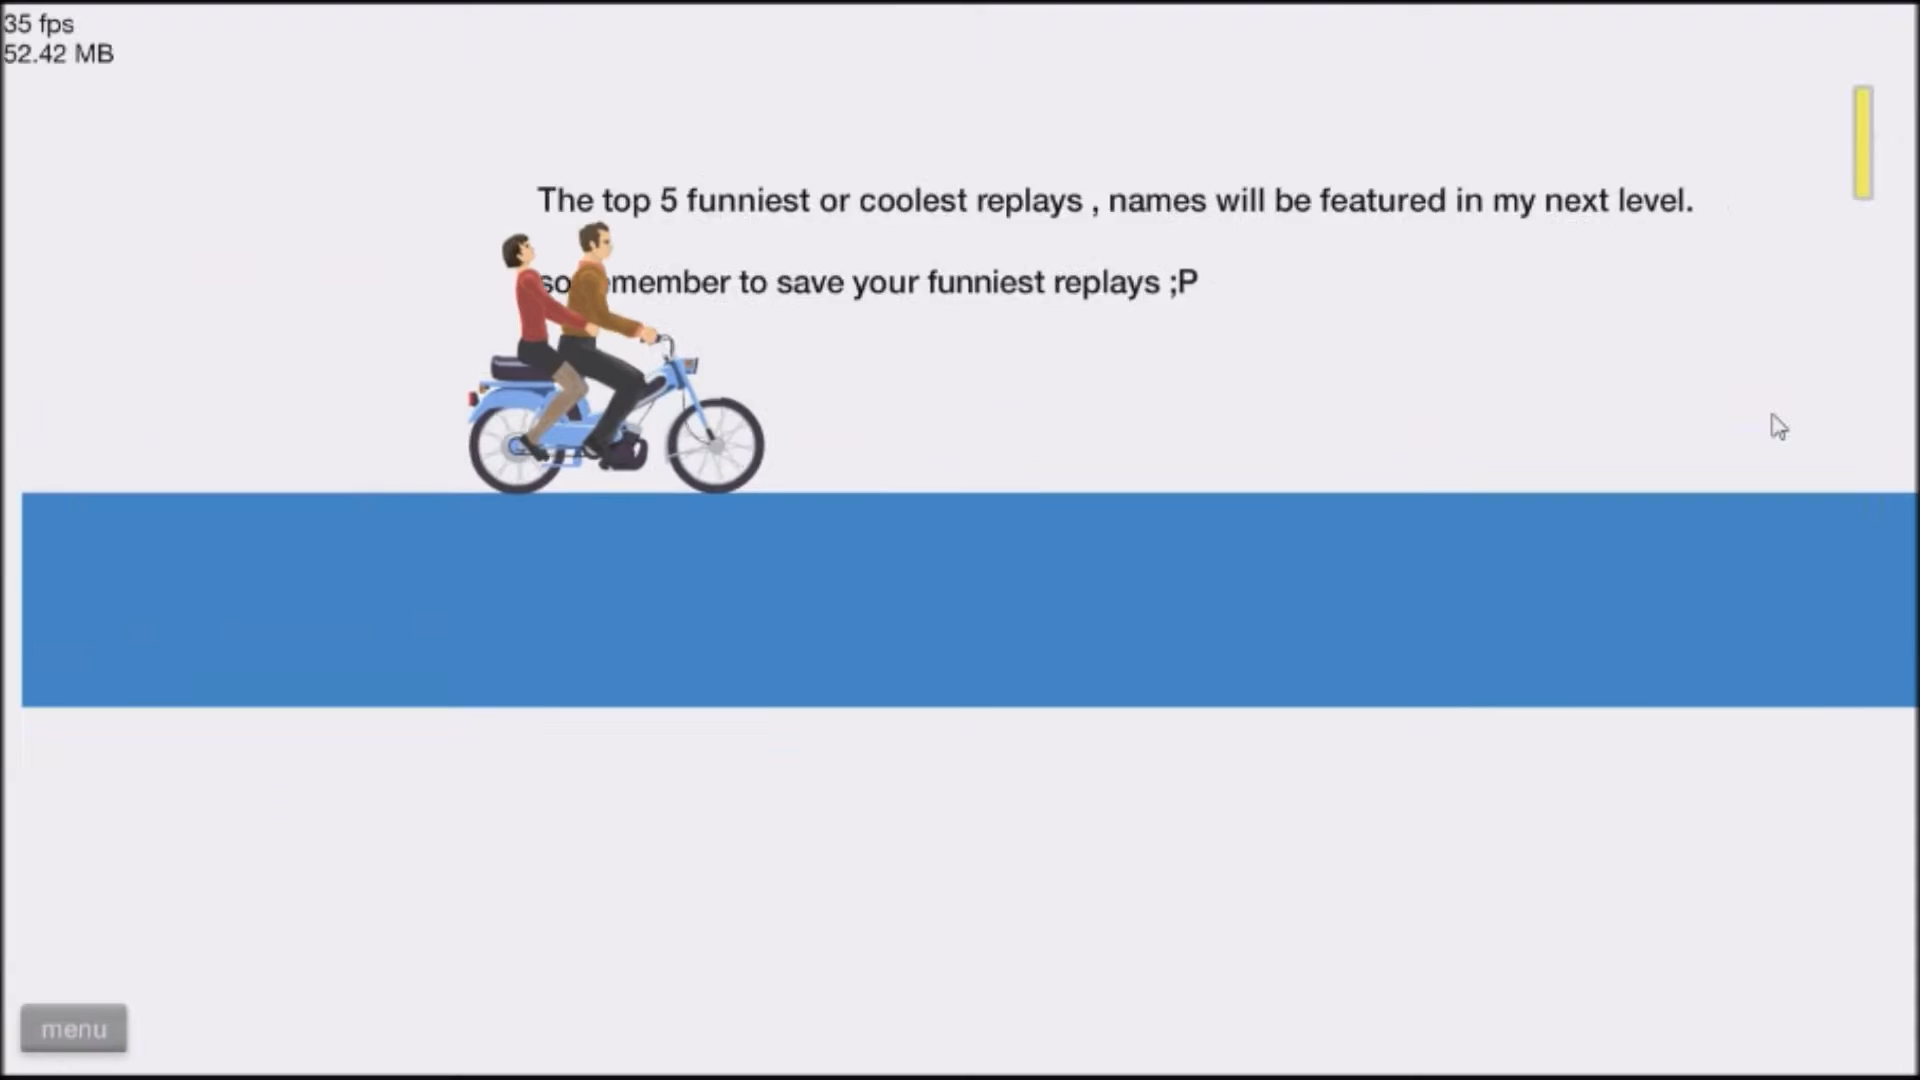 35 fps
52.42 MB
The top 5 funniest or coolest replays , names will be featured in my next level.
so member to save your funniest replays ;P
menu